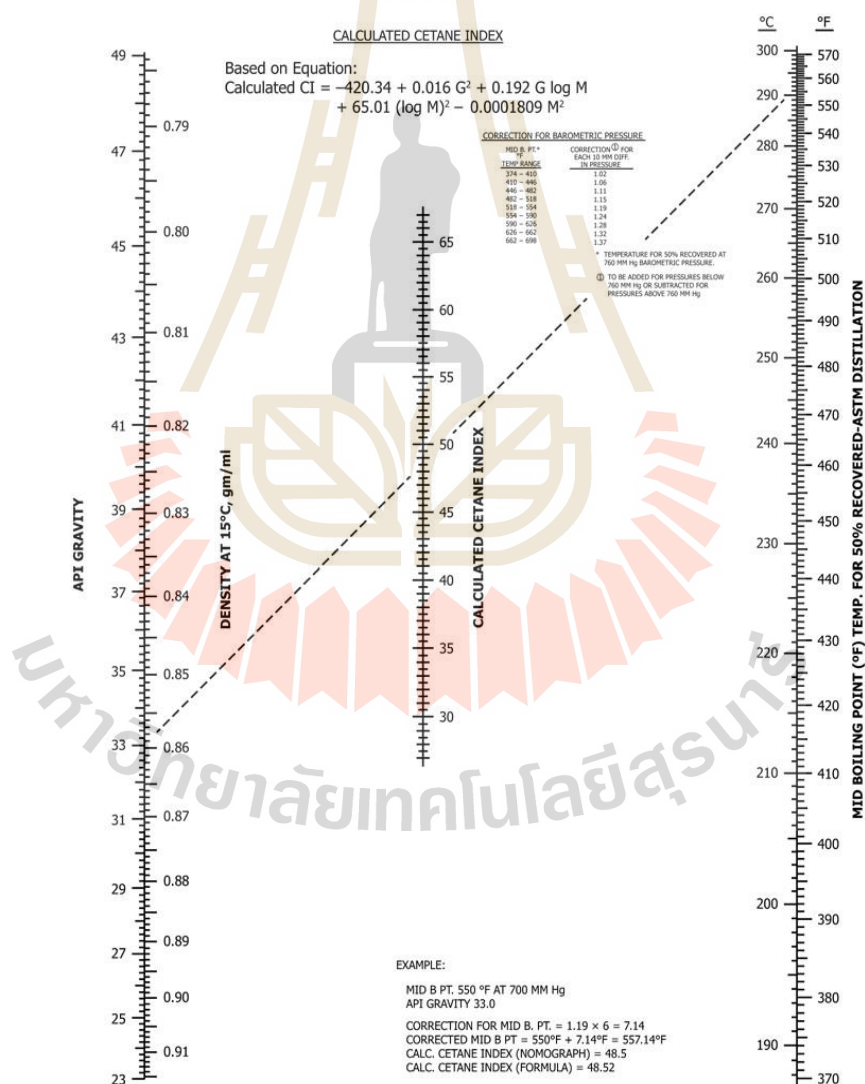 CALCULATED CETANE INDEX
Based on Equation:
Calculated CI = –420.34 + 0.016 G² + 0.192 G log M
+ 65.01 (log M)² – 0.0001809 M²
CORRECTION FOR BAROMETRIC PRESSURE
MID B. PT.* CORRECTION① FOR
°F EACH 10 MM DIFF.
TEMP RANGE IN PRESSURE
374 – 410 1.02
410 – 446 1.06
446 – 482 1.11
482 – 518 1.15
518 – 554 1.19
554 – 590 1.24
590 – 626 1.28
626 – 662 1.32
662 – 698 1.37
* TEMPERATURE FOR 50% RECOVERED AT
760 MM Hg BAROMETRIC PRESSURE.
① TO BE ADDED FOR PRESSURES BELOW
760 MM Hg OR SUBTRACTED FOR
PRESSURES ABOVE 760 MM Hg
API GRAVITY
49
47
45
43
41
39
37
35
33
31
29
27
25
23
DENSITY AT 15°C, gm/ml
0.79
0.80
0.81
0.82
0.83
0.84
0.85
0.86
0.87
0.88
0.89
0.90
0.91
CALCULATED CETANE INDEX
65
60
55
50
45
40
35
30
°C
300
290
280
270
260
250
240
230
220
210
200
190
°F
570
560
550
540
530
520
510
500
490
480
470
460
450
440
430
420
410
400
390
380
370
MID BOILING POINT (°F) TEMP. FOR 50% RECOVERED-ASTM DISTILLATION
มหาวิทยาลัยเทคโนโลยีสุรนารี
EXAMPLE:
MID B PT. 550 °F AT 700 MM Hg
API GRAVITY 33.0
CORRECTION FOR MID B. PT. = 1.19 × 6 = 7.14
CORRECTED MID B PT = 550°F + 7.14°F = 557.14°F
CALC. CETANE INDEX (NOMOGRAPH) = 48.5
CALC. CETANE INDEX (FORMULA) = 48.52